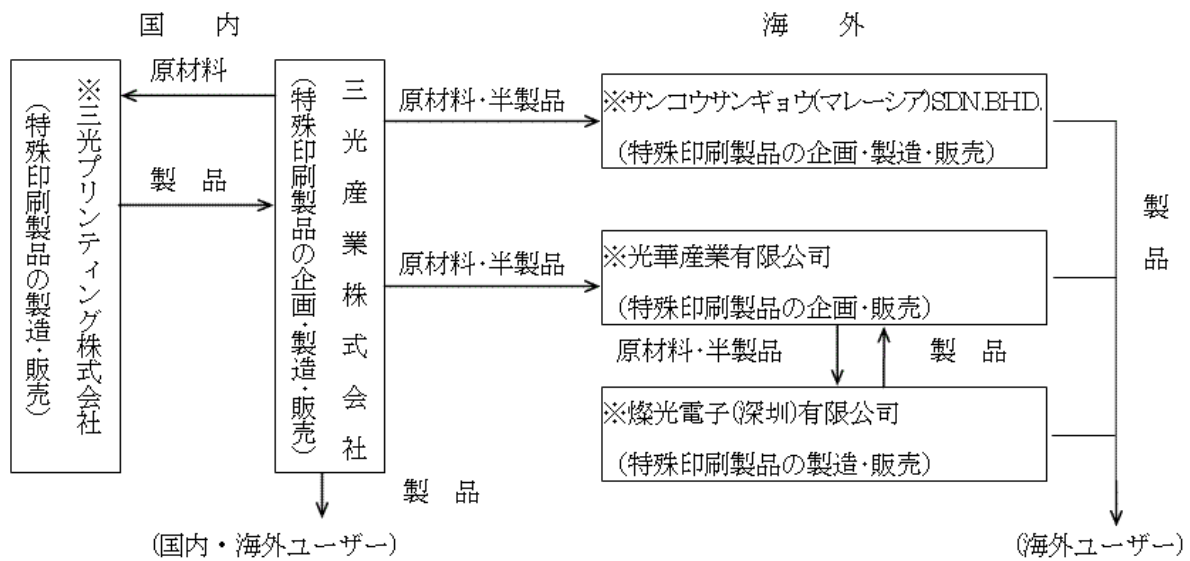 国　内
海　外
原材料
※三光プリンティング株式会社
(特殊印刷製品の製造・販売)
製　品
三光産業株式会社
(特殊印刷製品の企画・製造・販売)
原材料・半製品
※サンコウサンギョウ(マレーシア)SDN.BHD.
(特殊印刷製品の企画・製造・販売)
原材料・半製品
※光華産業有限公司
(特殊印刷製品の企画・販売)
原材料・半製品
製　品
※燦光電子(深圳)有限公司
(特殊印刷製品の製造・販売)
製品
製　品
(国内・海外ユーザー)
(海外ユーザー)